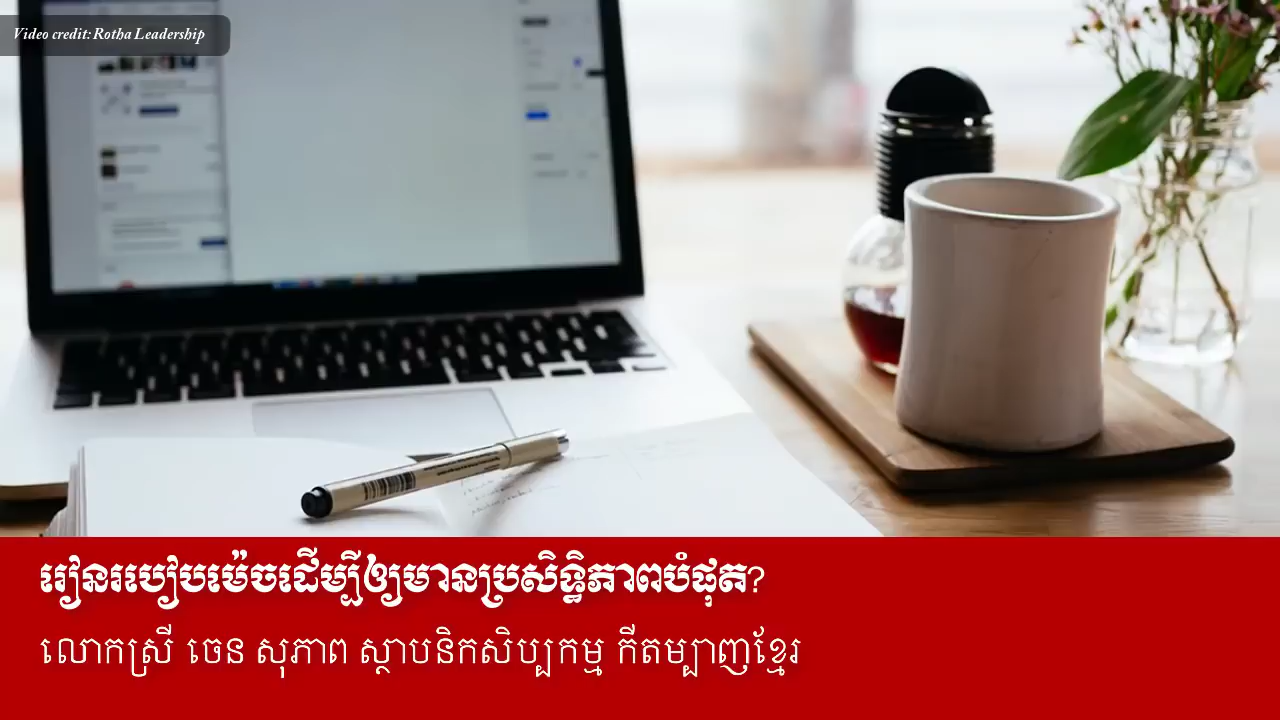 Video credit: Rotha Leadership
រៀនរបៀបម៉េចដើម្បីឲ្យមានប្រសិទ្ធិភាពបំផុត?
លោកស្រី ចេន សុភាព ស្ថាបនិកសិប្បកម្ម កីតម្បាញខ្មែរ